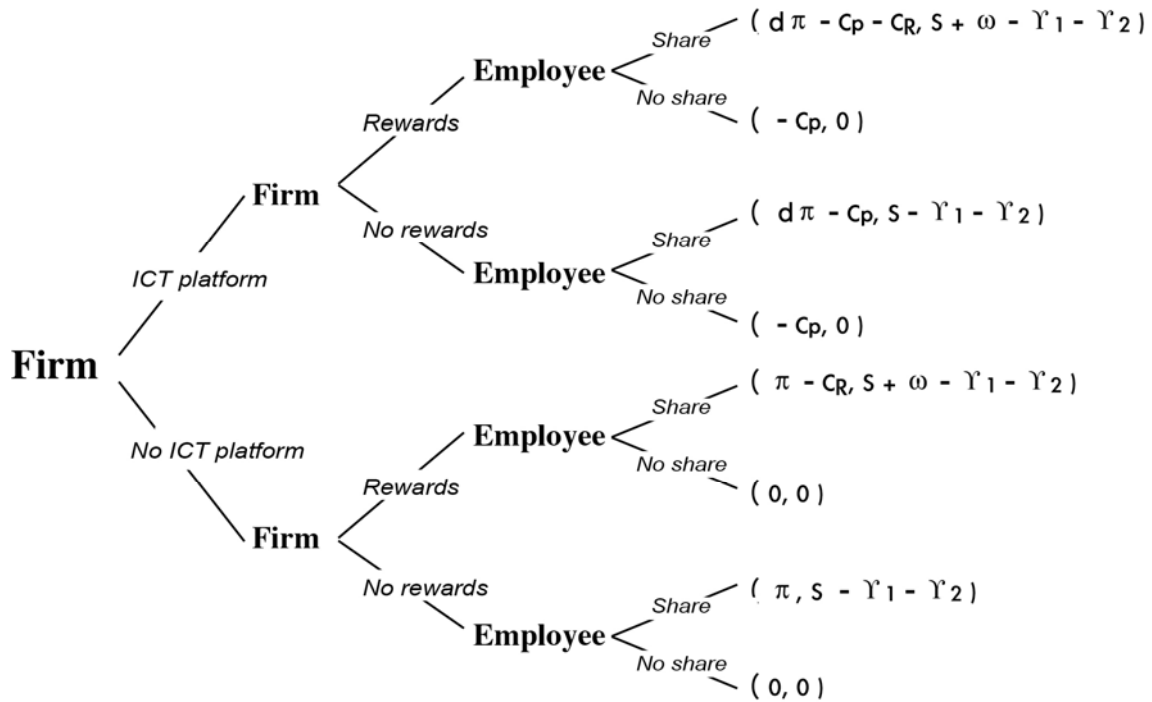 Share ( dπ - Cp - CR, S + ω - ϒ1 - ϒ2 )
Employee
No share ( - Cp, 0 )
Rewards
Firm
No rewards
Share ( dπ - Cp, S - ϒ1 - ϒ2 )
Employee
No share ( - Cp, 0 )
ICT platform
Firm
No ICT platform
Share ( π - CR, S + ω - ϒ1 - ϒ2 )
Employee
No share ( 0, 0 )
Rewards
Firm
No rewards
Share ( π, S - ϒ1 - ϒ2 )
Employee
No share ( 0, 0 )